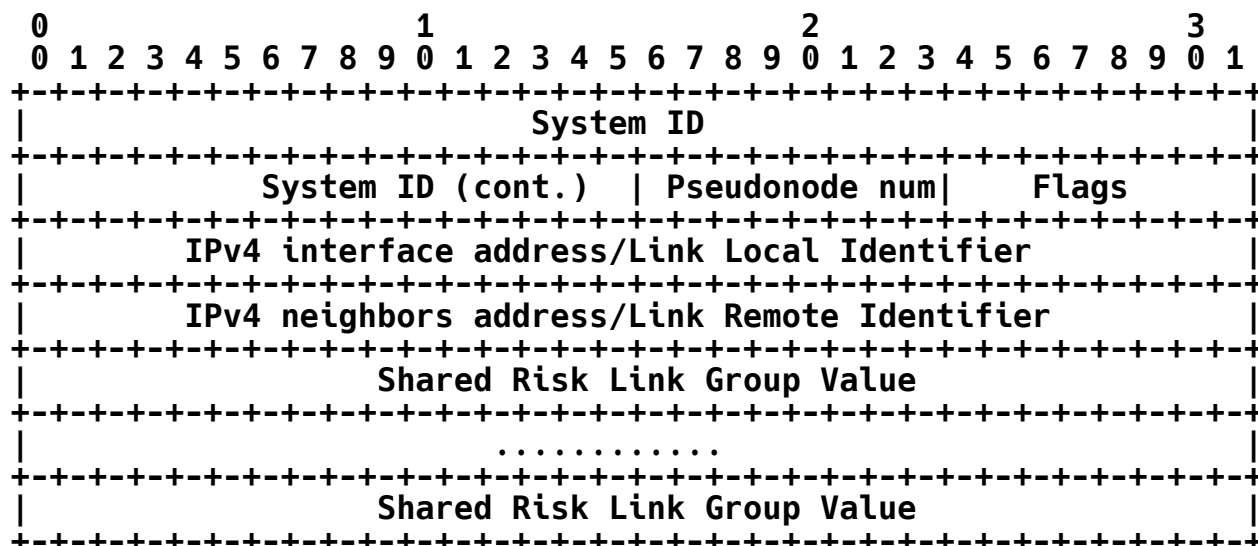 0                   1                   2                   3
 0 1 2 3 4 5 6 7 8 9 0 1 2 3 4 5 6 7 8 9 0 1 2 3 4 5 6 7 8 9 0 1
+-+-+-+-+-+-+-+-+-+-+-+-+-+-+-+-+-+-+-+-+-+-+-+-+-+-+-+-+-+-+-+-+
|                          System ID                            |
+-+-+-+-+-+-+-+-+-+-+-+-+-+-+-+-+-+-+-+-+-+-+-+-+-+-+-+-+-+-+-+-+
|            System ID (cont.)  | Pseudonode num|    Flags      |
+-+-+-+-+-+-+-+-+-+-+-+-+-+-+-+-+-+-+-+-+-+-+-+-+-+-+-+-+-+-+-+-+
|        IPv4 interface address/Link Local Identifier           |
+-+-+-+-+-+-+-+-+-+-+-+-+-+-+-+-+-+-+-+-+-+-+-+-+-+-+-+-+-+-+-+-+
|        IPv4 neighbors address/Link Remote Identifier          |
+-+-+-+-+-+-+-+-+-+-+-+-+-+-+-+-+-+-+-+-+-+-+-+-+-+-+-+-+-+-+-+-+
|                  Shared Risk Link Group Value                 |
+-+-+-+-+-+-+-+-+-+-+-+-+-+-+-+-+-+-+-+-+-+-+-+-+-+-+-+-+-+-+-+-+
|                        ............                           |
+-+-+-+-+-+-+-+-+-+-+-+-+-+-+-+-+-+-+-+-+-+-+-+-+-+-+-+-+-+-+-+-+
|                  Shared Risk Link Group Value                 |
+-+-+-+-+-+-+-+-+-+-+-+-+-+-+-+-+-+-+-+-+-+-+-+-+-+-+-+-+-+-+-+-+